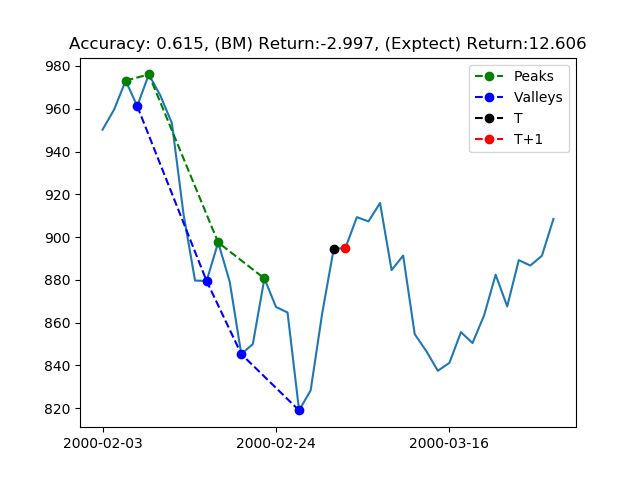 Accuracy: 0.615, (BM) Return:-2.997, (Exptect) Return:12.606
980
960
940
920
900
880
860
840
820
Peaks
Valleys
T
T+1
2000-02-03
2000-02-24
2000-03-16